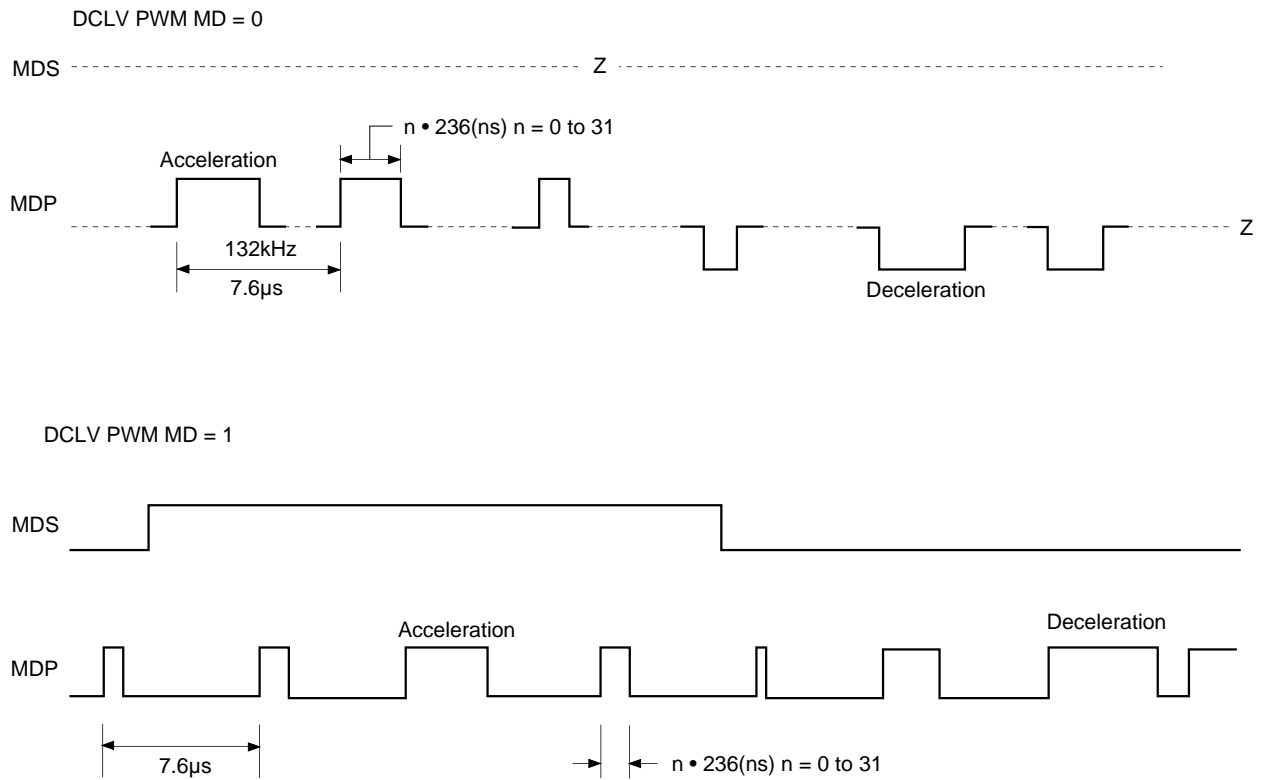 DCLV PWM MD = 0
MDS
Z
n • 236(ns) n = 0 to 31
Acceleration
MDP
Z
132kHz
7.6µs
Deceleration
DCLV PWM MD = 1
MDS
Acceleration
Deceleration
MDP
7.6µs
n • 236(ns) n = 0 to 31